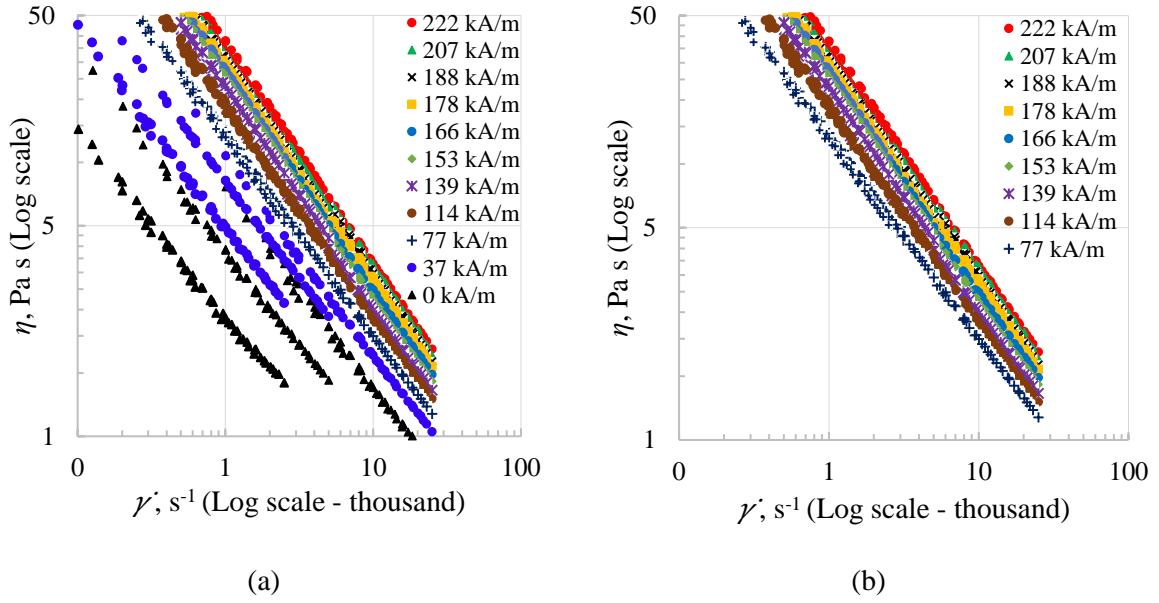 50
5
1
η, Pa s (Log scale)
222 kA/m
207 kA/m
188 kA/m
178 kA/m
166 kA/m
153 kA/m
139 kA/m
114 kA/m
77 kA/m
37 kA/m
0 kA/m
0 1 10 100
γ̇, s⁻¹ (Log scale - thousand)
(a)
50
5
1
η, Pa s (Log scale)
222 kA/m
207 kA/m
188 kA/m
178 kA/m
166 kA/m
153 kA/m
139 kA/m
114 kA/m
77 kA/m
0 1 10 100
γ̇, s⁻¹ (Log scale - thousand)
(b)